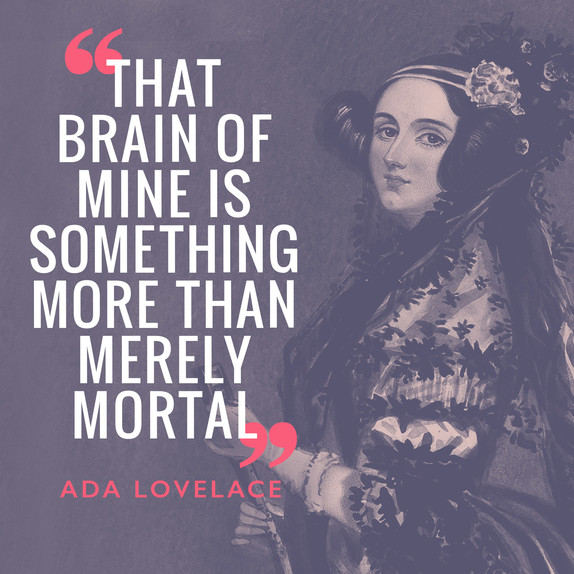 “THAT
BRAIN OF
MINE IS
SOMETHING
MORE THAN
MERELY
MORTAL”
ADA LOVELACE